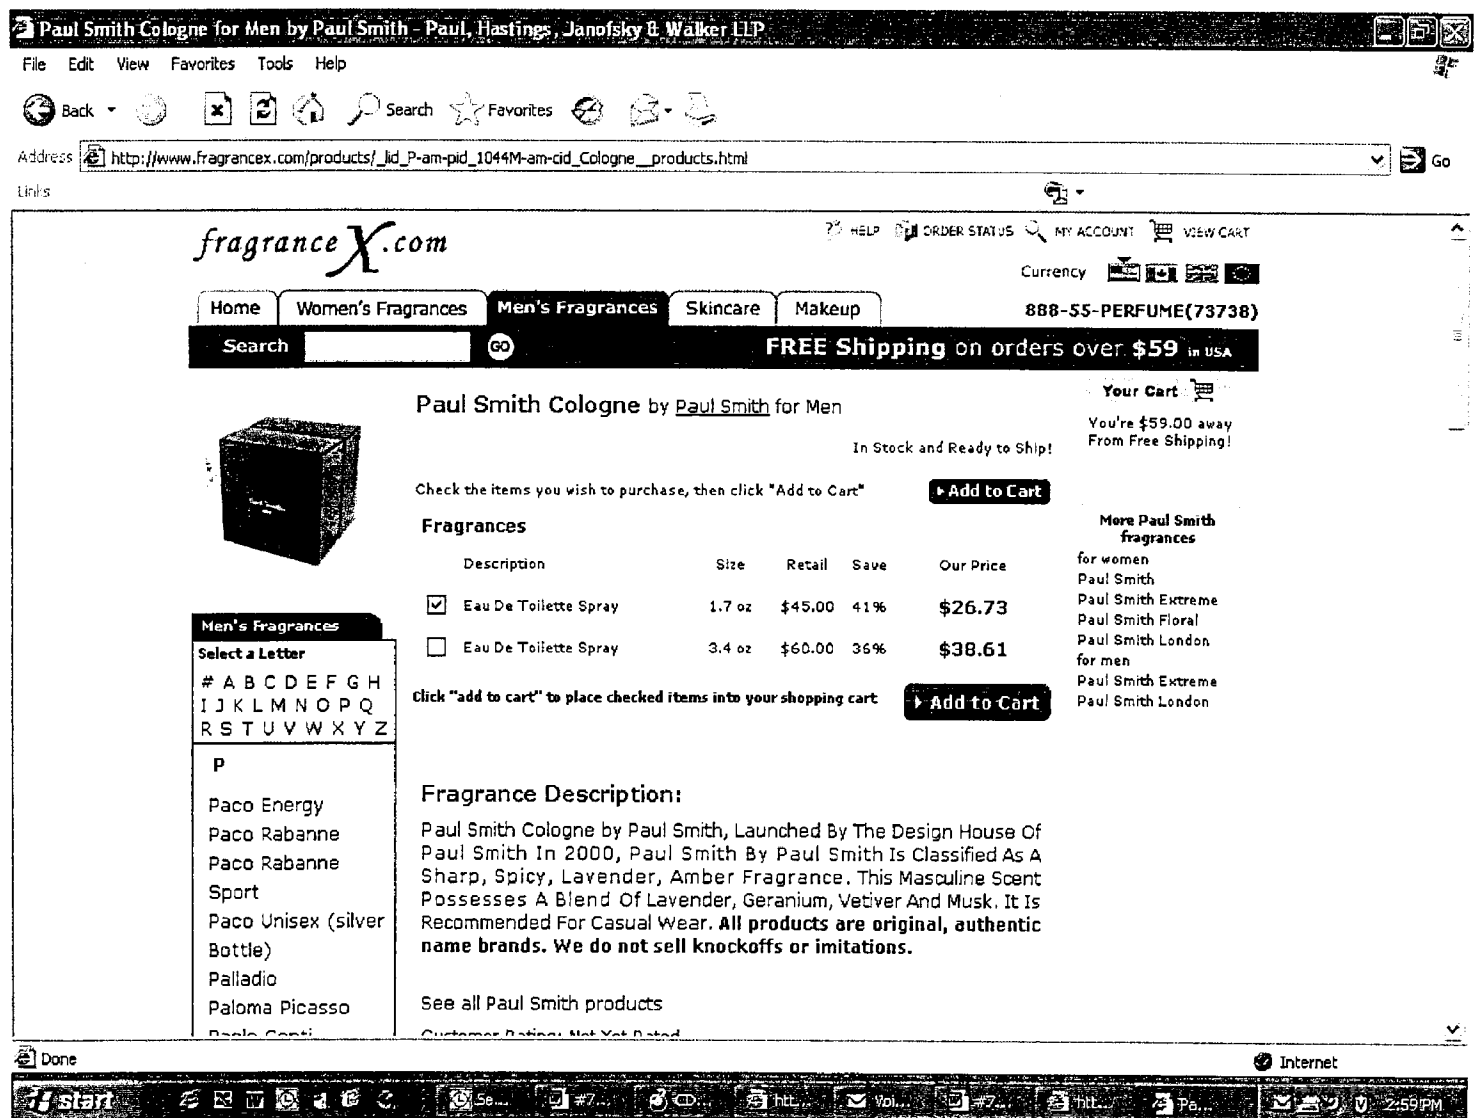 Paul Smith Cologne for Men by Paul Smith - Paul, Hastings, Janofsky & Walker LLP
File Edit View Favorites Tools Help
Back Search Favorites
Address http://www.fragrancex.com/products/_lid_P-am-pid_1044M-am-cid_Cologne__products.html Go
Links
fragranceX.com
HELP ORDER STATUS MY ACCOUNT VIEW CART
Currency
Home Women's Fragrances Men's Fragrances Skincare Makeup 888-55-PERFUME(73738)
Search GO FREE Shipping on orders over $59 in USA
Your Cart
You're $59.00 away
From Free Shipping!
Paul Smith Cologne by Paul Smith for Men
In Stock and Ready to Ship!
Check the items you wish to purchase, then click "Add to Cart" Add to Cart
Fragrances
Description Size Retail Save Our Price
Eau De Toilette Spray 1.7 oz $45.00 41% $26.73
Eau De Toilette Spray 3.4 oz $60.00 36% $38.61
Click "add to cart" to place checked items into your shopping cart Add to Cart
More Paul Smith
fragrances
for women
Paul Smith
Paul Smith Extreme
Paul Smith Floral
Paul Smith London
for men
Paul Smith Extreme
Paul Smith London
Men's Fragrances
Select a Letter
# A B C D E F G H
I J K L M N O P Q
R S T U V W X Y Z
P
Paco Energy
Paco Rabanne
Paco Rabanne
Sport
Paco Unisex (silver
Bottle)
Palladio
Paloma Picasso
Fragrance Description:
Paul Smith Cologne by Paul Smith, Launched By The Design House Of
Paul Smith In 2000, Paul Smith By Paul Smith Is Classified As A
Sharp, Spicy, Lavender, Amber Fragrance. This Masculine Scent
Possesses A Blend Of Lavender, Geranium, Vetiver And Musk. It Is
Recommended For Casual Wear. All products are original, authentic
name brands. We do not sell knockoffs or imitations.
See all Paul Smith products
Customer Rating: Not Yet Rated
Done Internet
start Se... #7... CD... htt... Voi... #7... htt... Pa... 2:59 PM